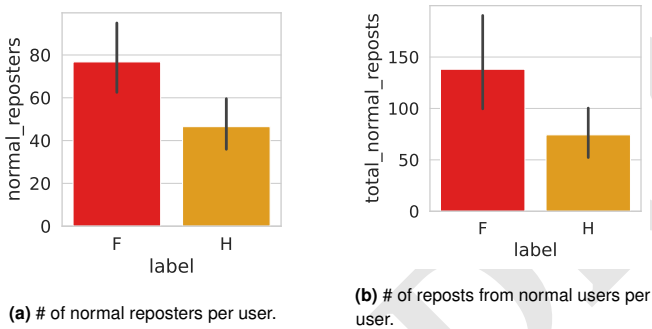 normal_reposters
80
60
40
20
0
F H
label
(a) # of normal reposters per user.
total_normal_reposts
150
100
50
0
F H
label
(b) # of reposts from normal users per
user.